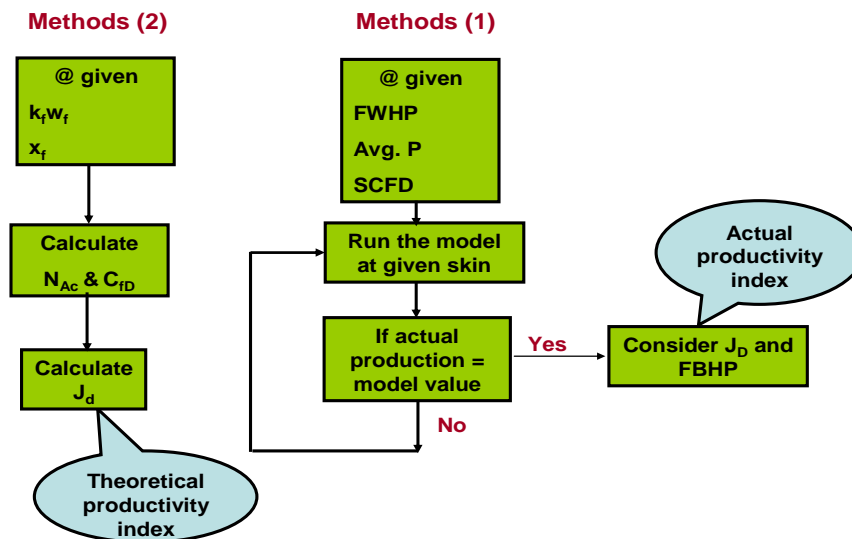 Methods (2)
@ given
kfwf
xf
Calculate
NAc & CfD
Calculate
Jd
Theoretical
productivity
index
Methods (1)
@ given
FWHP
Avg. P
SCFD
Run the model
at given skin
If actual
production =
model value
Yes
No
Consider JD and
FBHP
Actual
productivity
index